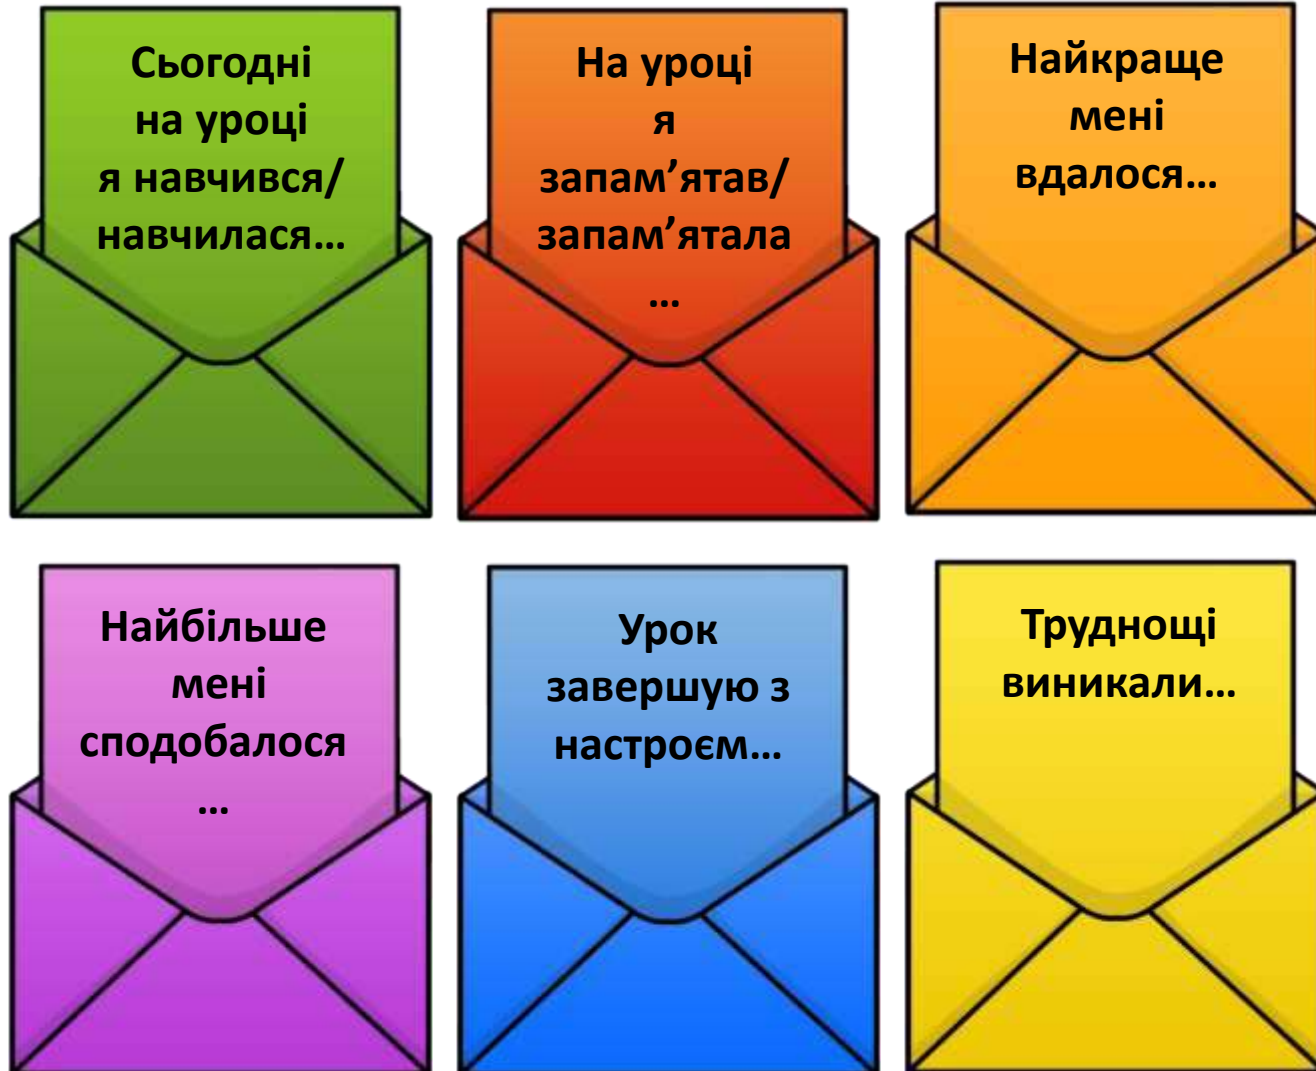 Сьогодні
на уроці
я навчився/
навчилася...
На уроці
я
запам’ятав/
запам’ятала
...
Найкраще
мені
вдалося...
Найбільше
мені
сподобалося
...
Урок
завершую з
настроєм...
Труднощі
виникали...